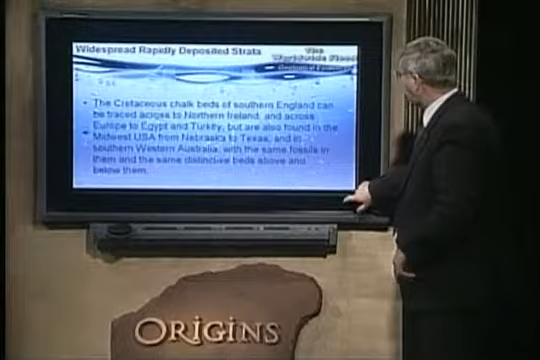 Widespread Rapidly Deposited Strata
The
Worldwide Flood
Geological Evidences
• The Cretaceous chalk beds of southern England can
be traced across to Northern Ireland, and across
Europe to Egypt and Turkey, but are also found in the
Midwest USA from Nebraska to Texas, and in
southern Western Australia, with the same fossils in
them and the same distinctive beds above and
below them.
ORIGINS